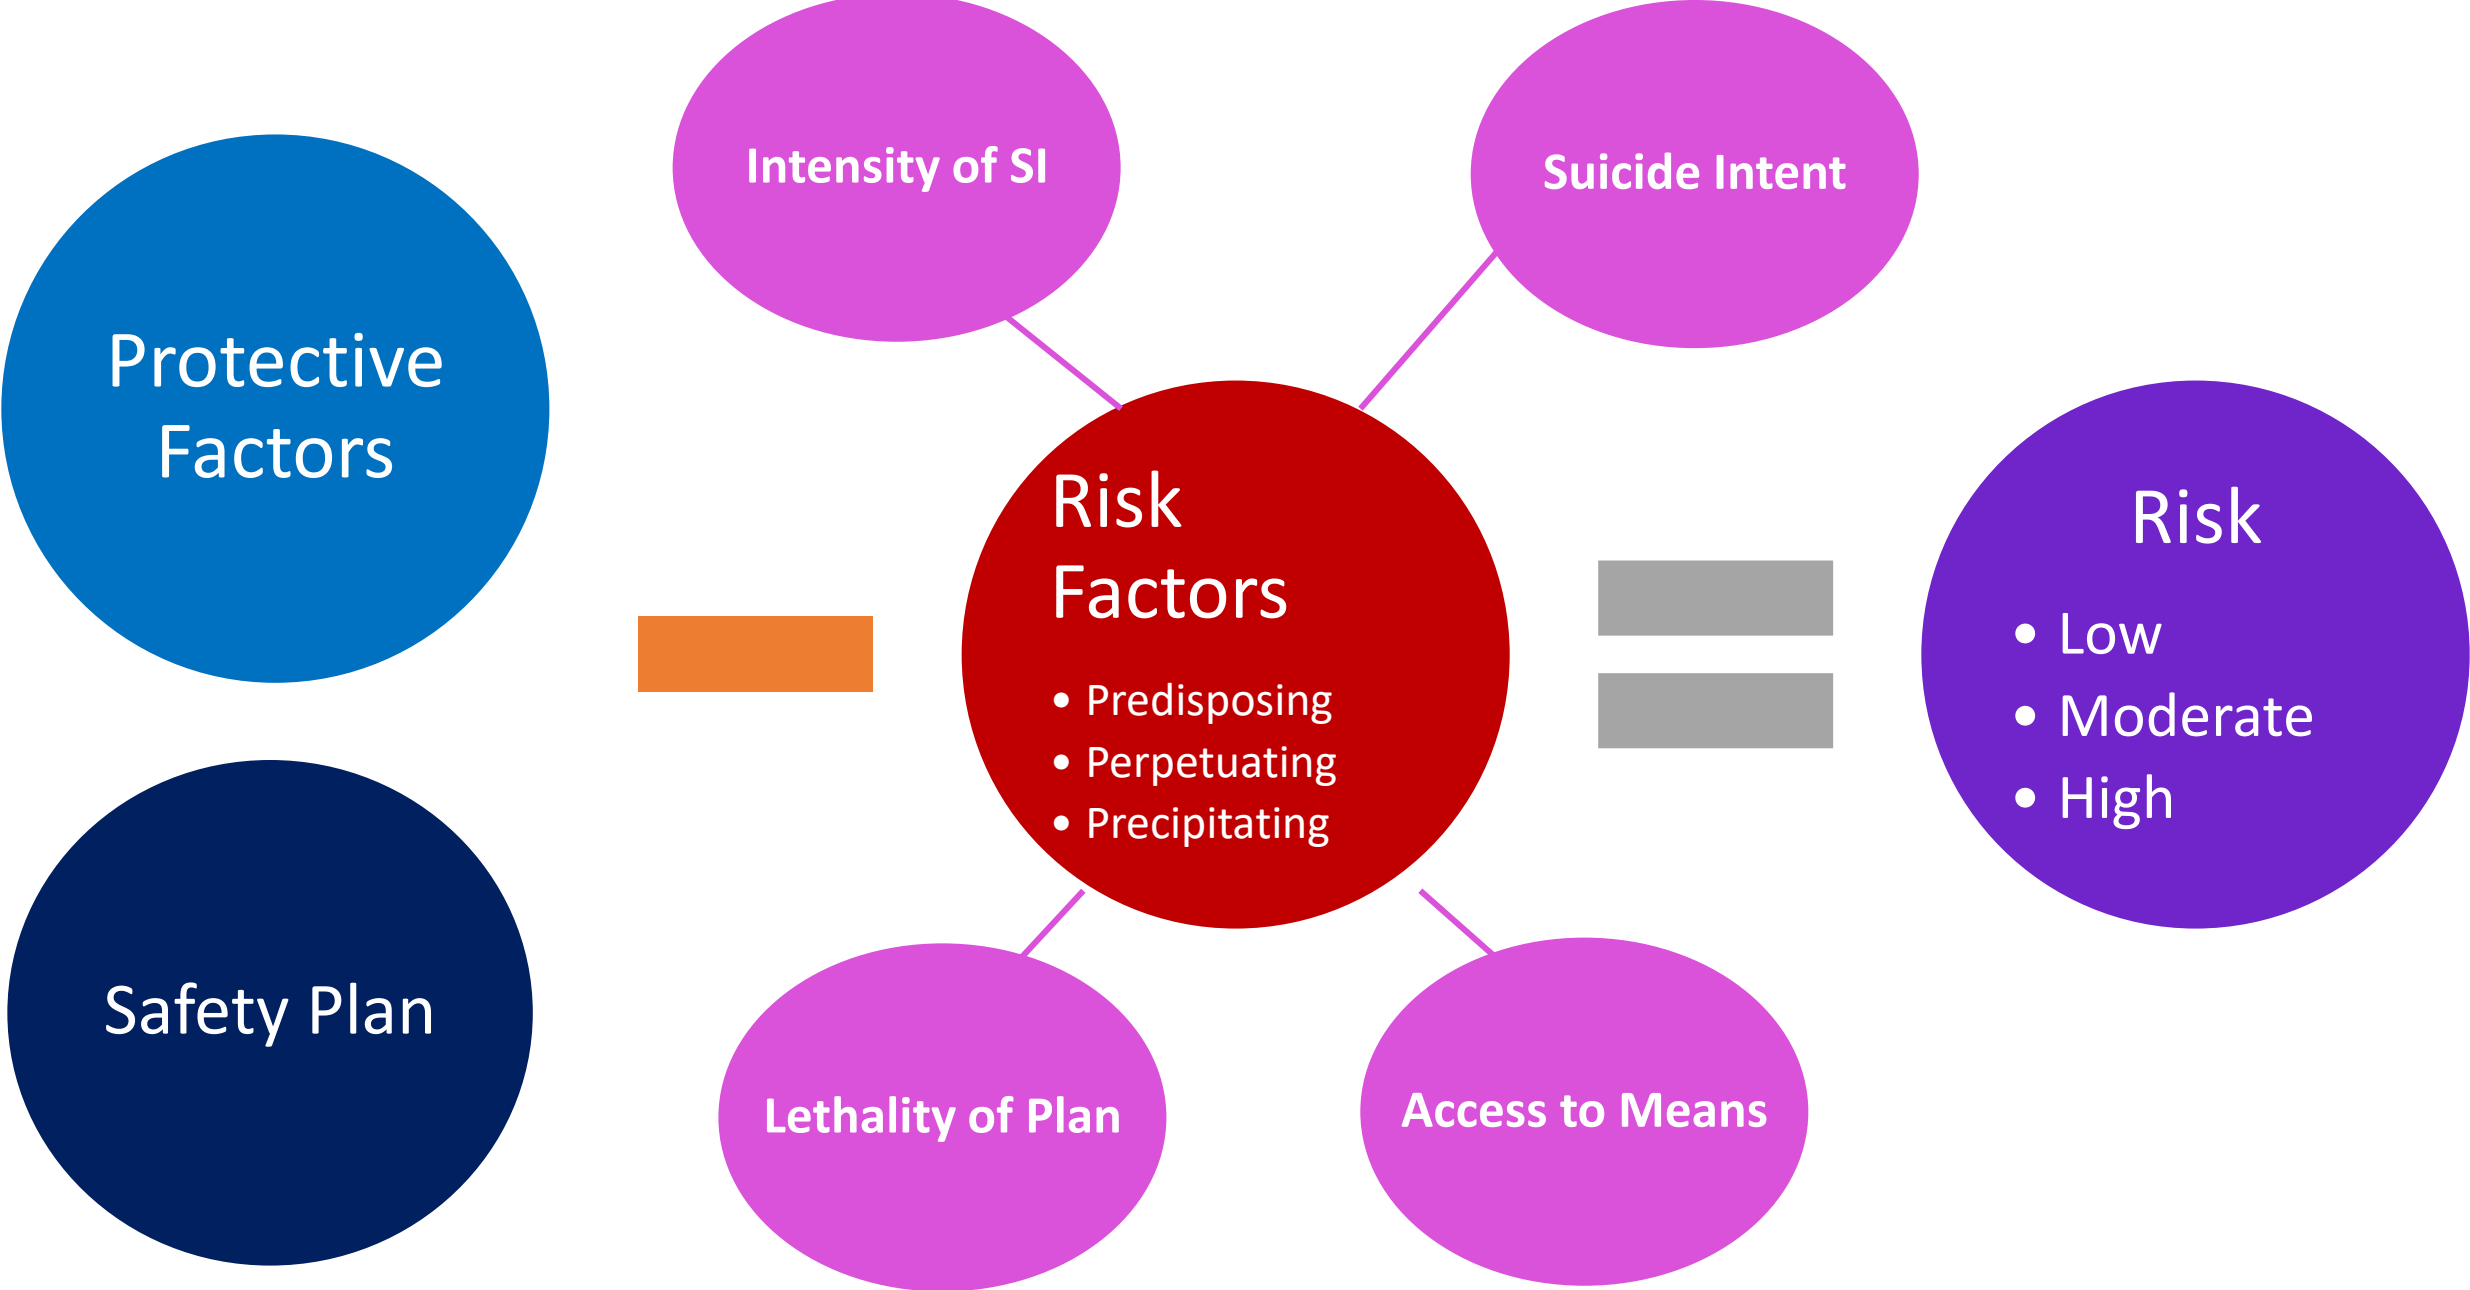 Protective
Factors
Safety Plan
Intensity of SI
Suicide Intent
Risk
Factors
• Predisposing
• Perpetuating
• Precipitating
Lethality of Plan
Access to Means
Risk
• Low
• Moderate
• High